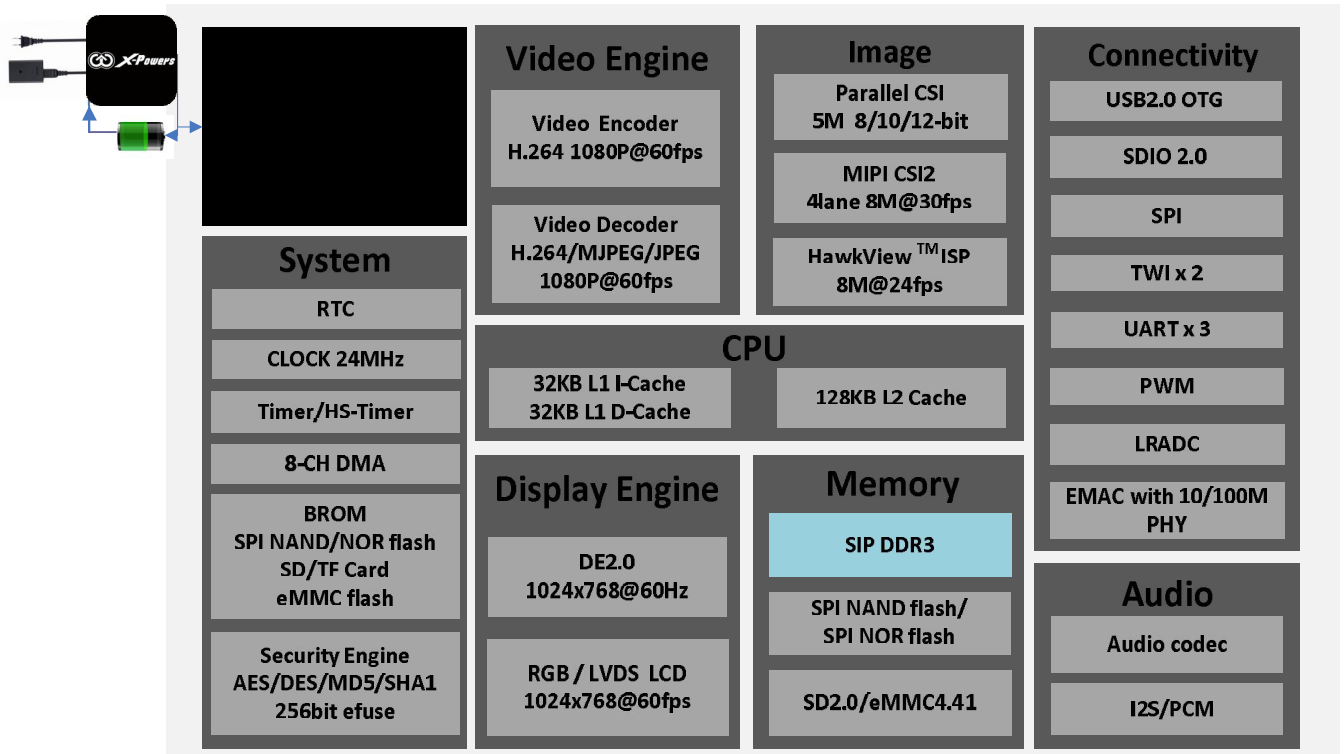 X-Powers
Video Engine
Video Encoder
H.264 1080P@60fps
Video Decoder
H.264/MJPEG/JPEG
1080P@60fps
Image
Parallel CSI
5M 8/10/12-bit
MIPI CSI2
4lane 8M@30fps
HawkView TM ISP
8M@24fps
Connectivity
USB2.0 OTG
SDIO 2.0
SPI
TWI x 2
UART x 3
PWM
LRADC
EMAC with 10/100M
PHY
System
RTC
CLOCK 24MHz
Timer/HS-Timer
8-CH DMA
BROM
SPI NAND/NOR flash
SD/TF Card
eMMC flash
Security Engine
AES/DES/MD5/SHA1
256bit efuse
CPU
32KB L1 I-Cache
32KB L1 D-Cache
128KB L2 Cache
Display Engine
DE2.0
1024x768@60Hz
RGB / LVDS LCD
1024x768@60fps
Memory
SIP DDR3
SPI NAND flash/
SPI NOR flash
SD2.0/eMMC4.41
Audio
Audio codec
I2S/PCM